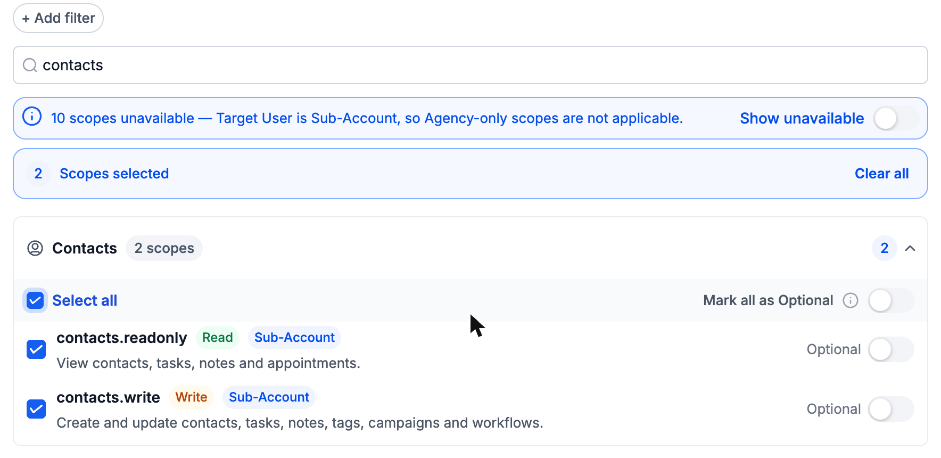 + Add filter
contacts
10 scopes unavailable — Target User is Sub-Account, so Agency-only scopes are not applicable. Show unavailable
2 Scopes selected Clear all
Contacts 2 scopes 2
Select all Mark all as Optional
contacts.readonly Read Sub-Account
Optional
View contacts, tasks, notes and appointments.
contacts.write Write Sub-Account
Optional
Create and update contacts, tasks, notes, tags, campaigns and workflows.